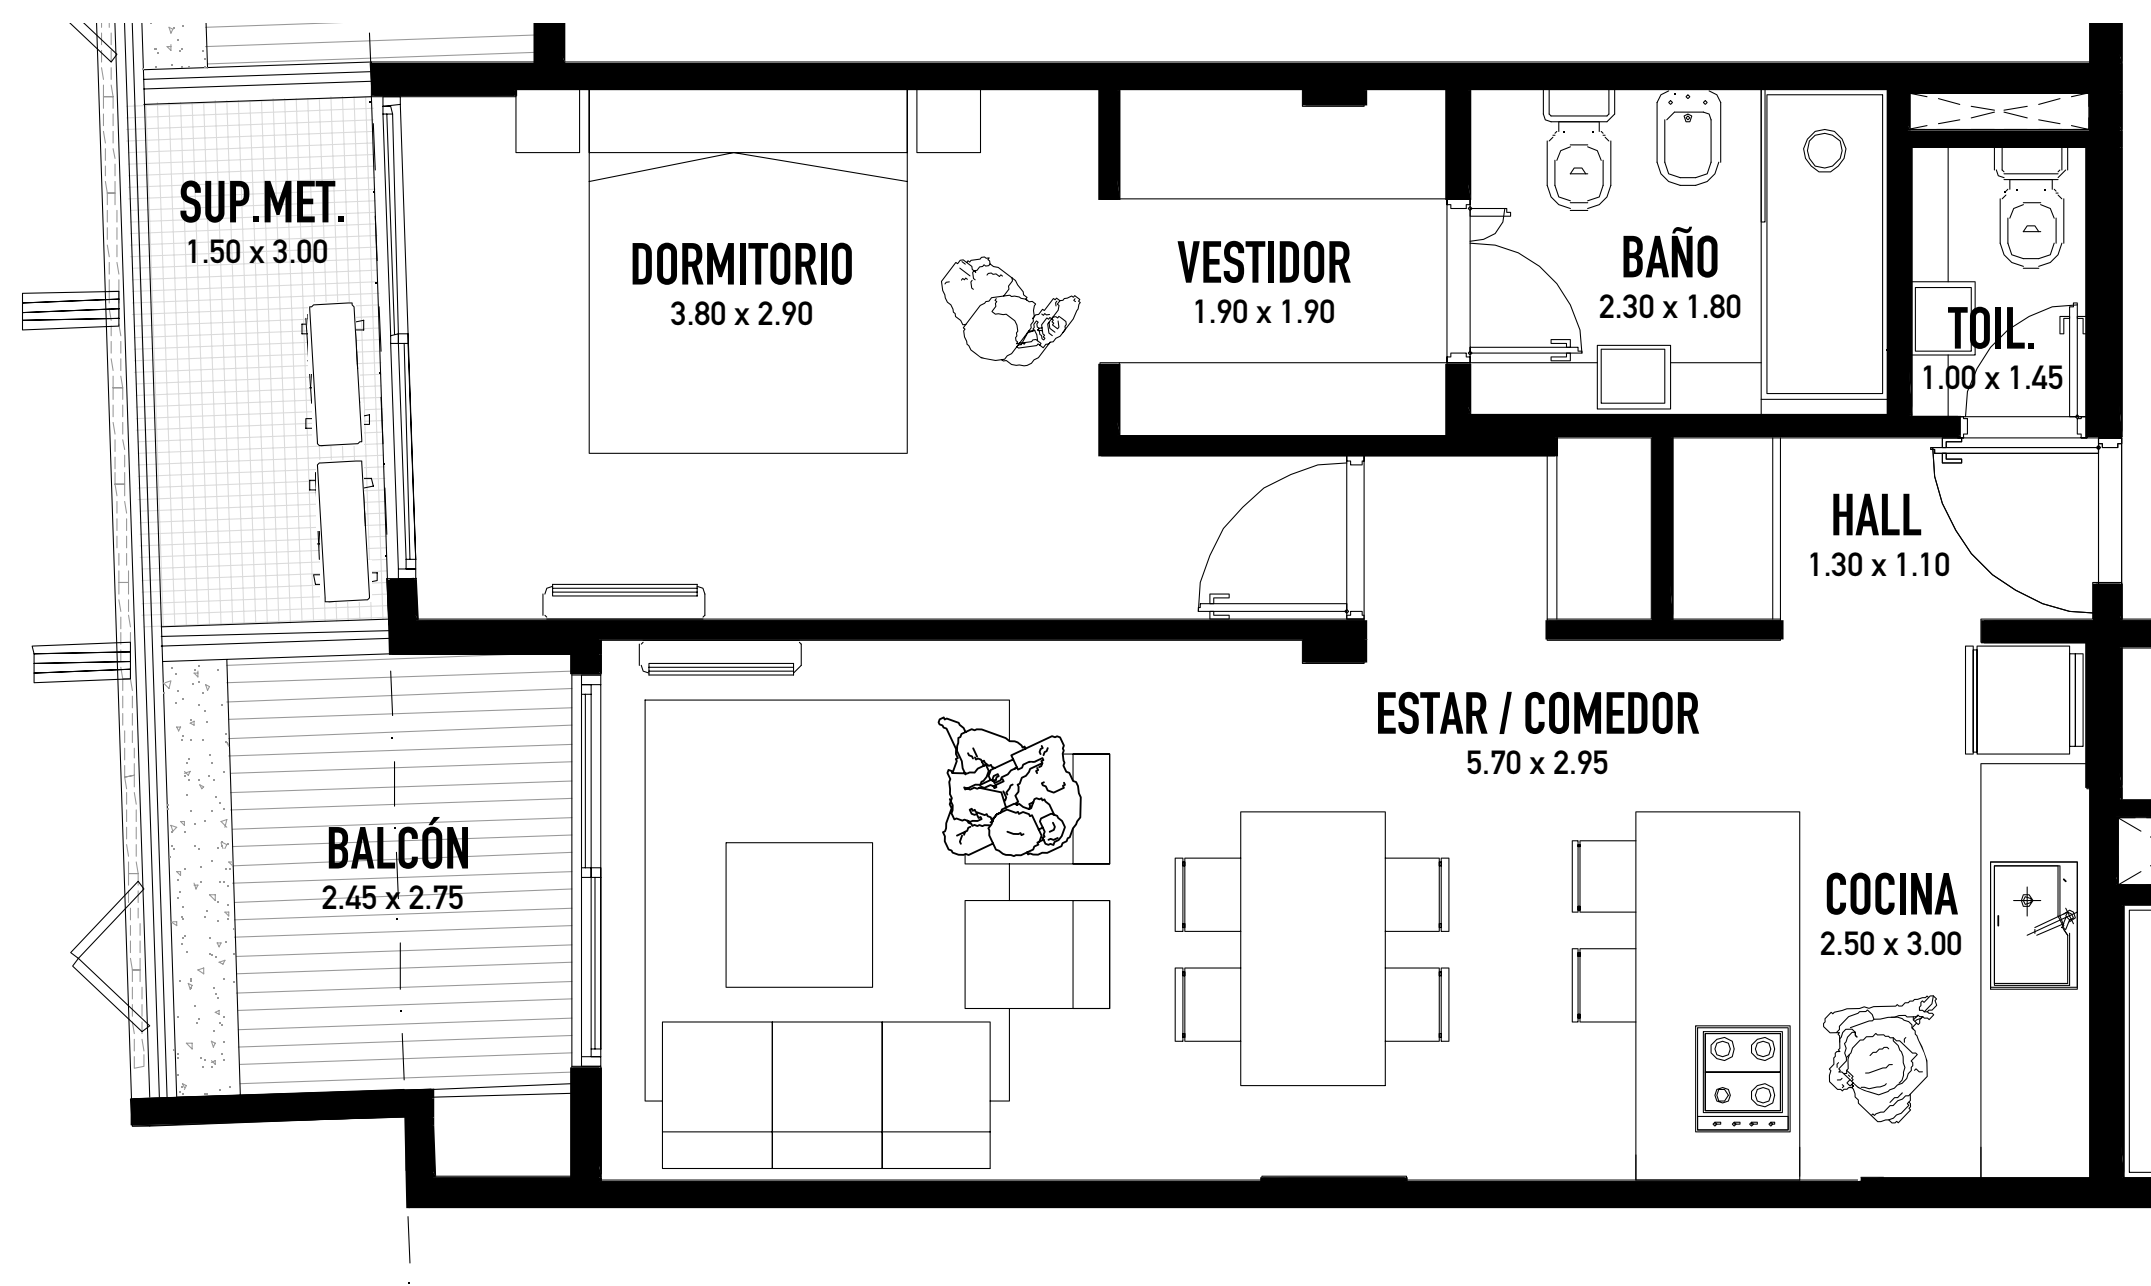 SUP.MET.
1.50 x 3.00
DORMITORIO
3.80 x 2.90
VESTIDOR
1.90 x 1.90
BAÑO
2.30 x 1.80
TOIL.
1.00 x 1.45
HALL
1.30 x 1.10
ESTAR / COMEDOR
5.70 x 2.95
BALCÓN
2.45 x 2.75
COCINA
2.50 x 3.00